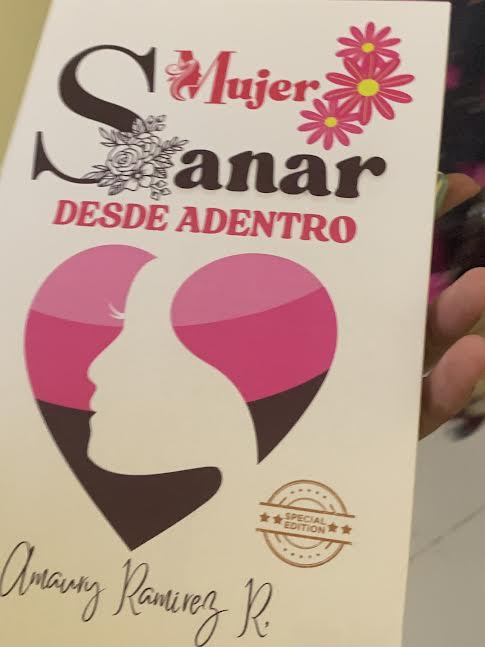 Mujer
Sanar
DESDE ADENTRO
SPECIAL
EDITION
Amaury Ramirez R.